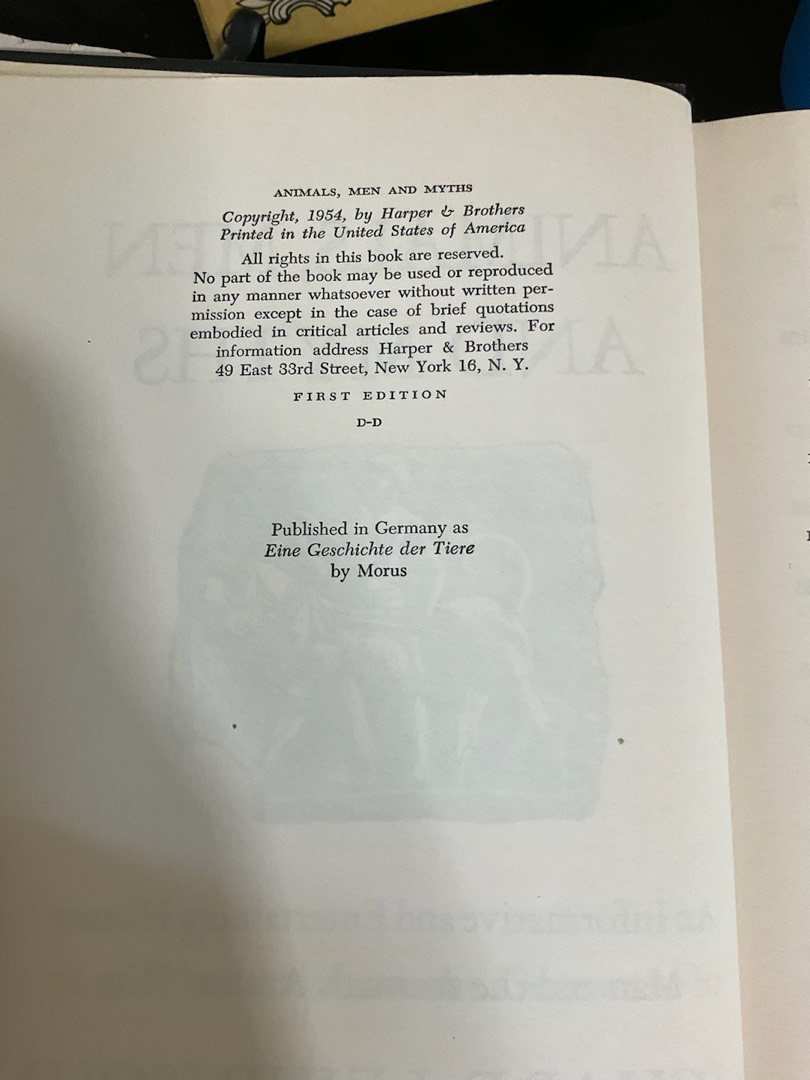 ANIMALS, MEN AND MYTHS
Copyright, 1954, by Harper & Brothers
Printed in the United States of America
All rights in this book are reserved.
No part of the book may be used or reproduced
in any manner whatsoever without written per-
mission except in the case of brief quotations
embodied in critical articles and reviews. For
information address Harper & Brothers
49 East 33rd Street, New York 16, N. Y.
FIRST EDITION
D-D
Published in Germany as
Eine Geschichte der Tiere
by Morus